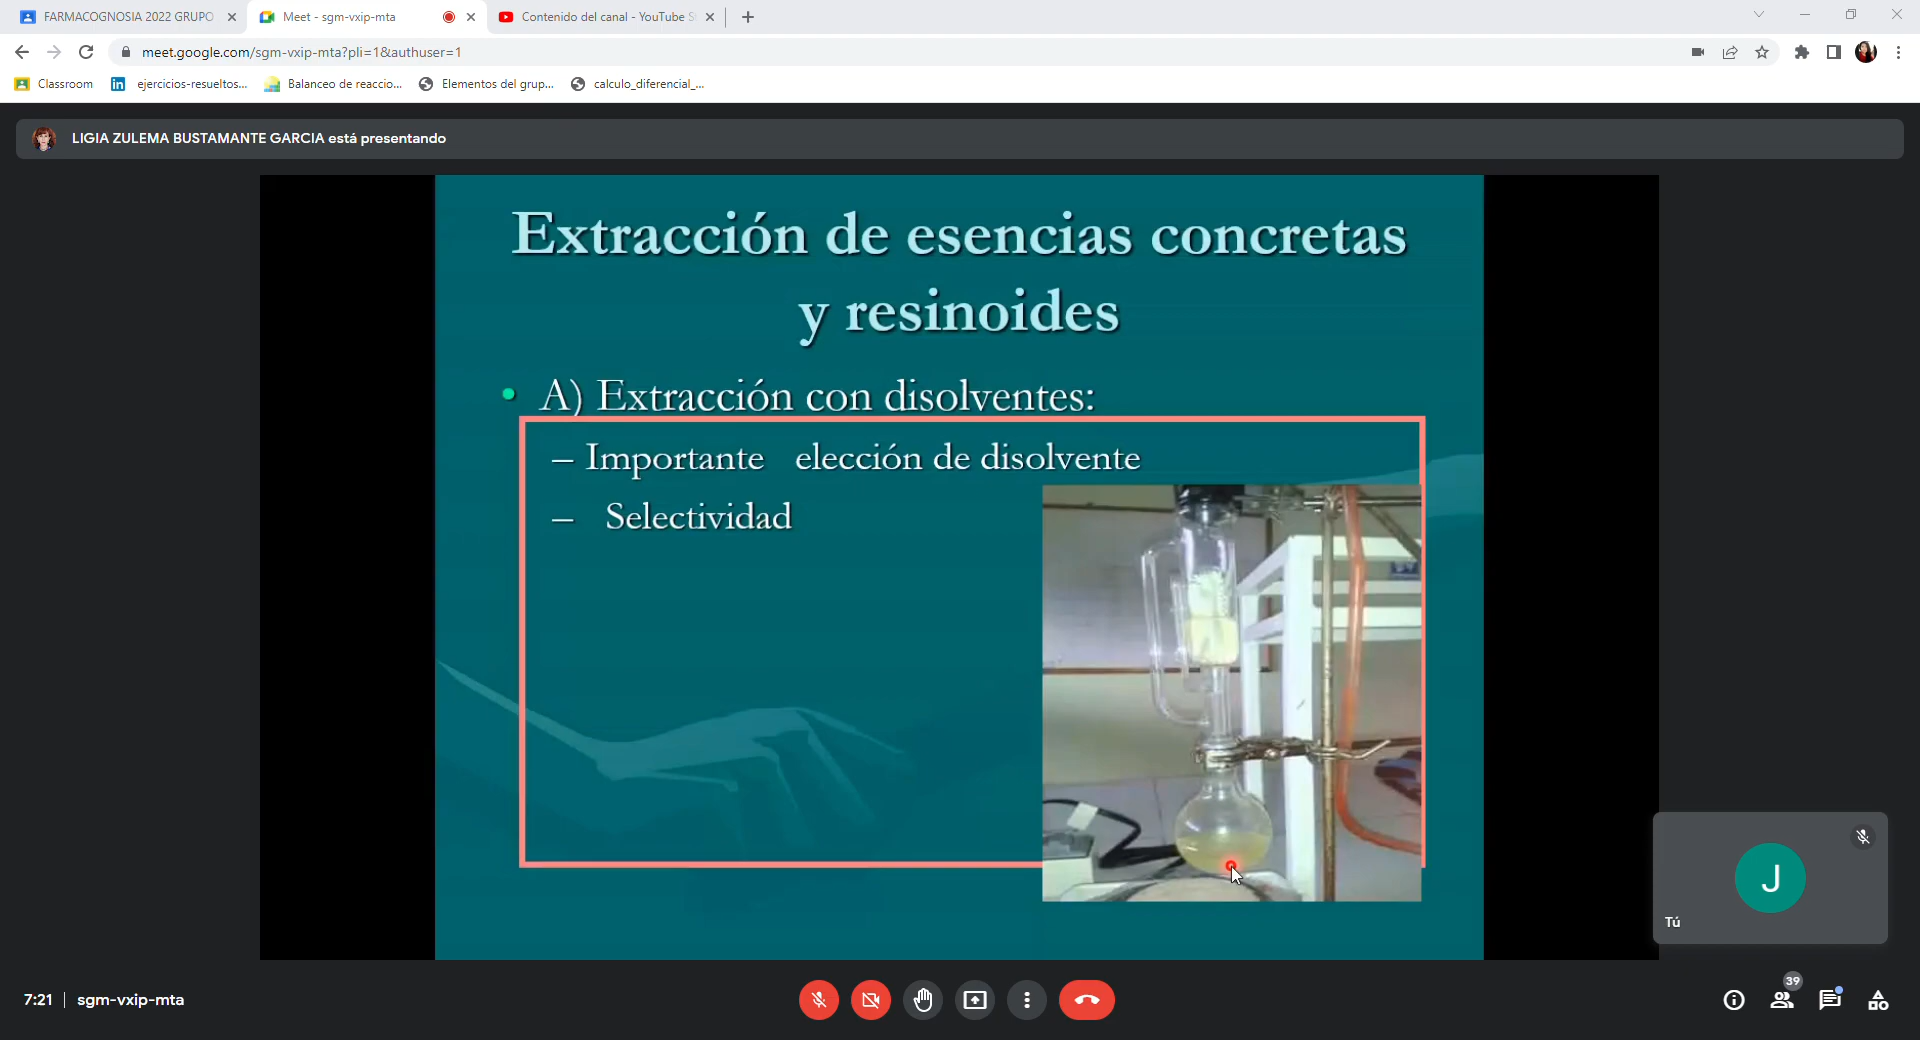 FARMACOGNOSIA 2022 GRUPO
Meet - sgm-vxip-mta
Contenido del canal - YouTube S
meet.google.com/sgm-vxip-mta?pli=1&authuser=1
Classroom
ejercicios-resueltos...
Balanceo de reaccio...
Elementos del grup...
calculo_diferencial_...
LIGIA ZULEMA BUSTAMANTE GARCIA está presentando
Extracción de esencias concretas
y resinoides
• A) Extracción con disolventes:
– Importante elección de disolvente
– Selectividad
J
Tú
7:21 | sgm-vxip-mta
39